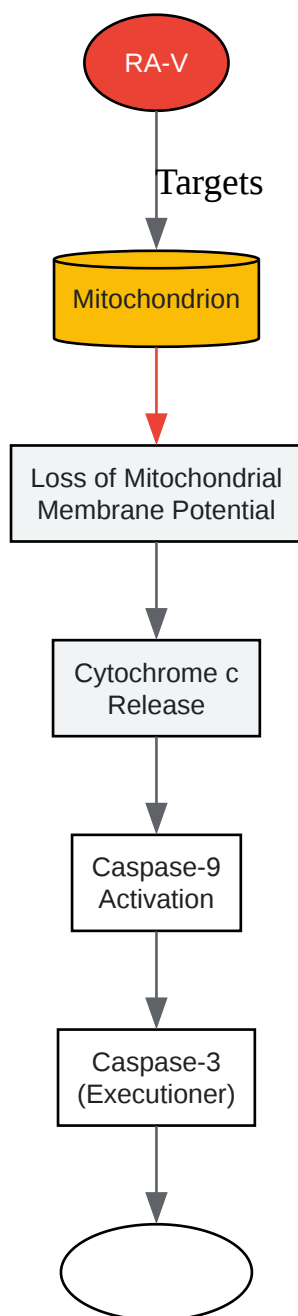 RA-V
Targets
Mitochondrion
Loss of Mitochondrial
Membrane Potential
Cytochrome c
Release
Caspase-9
Activation
Caspase-3
(Executioner)